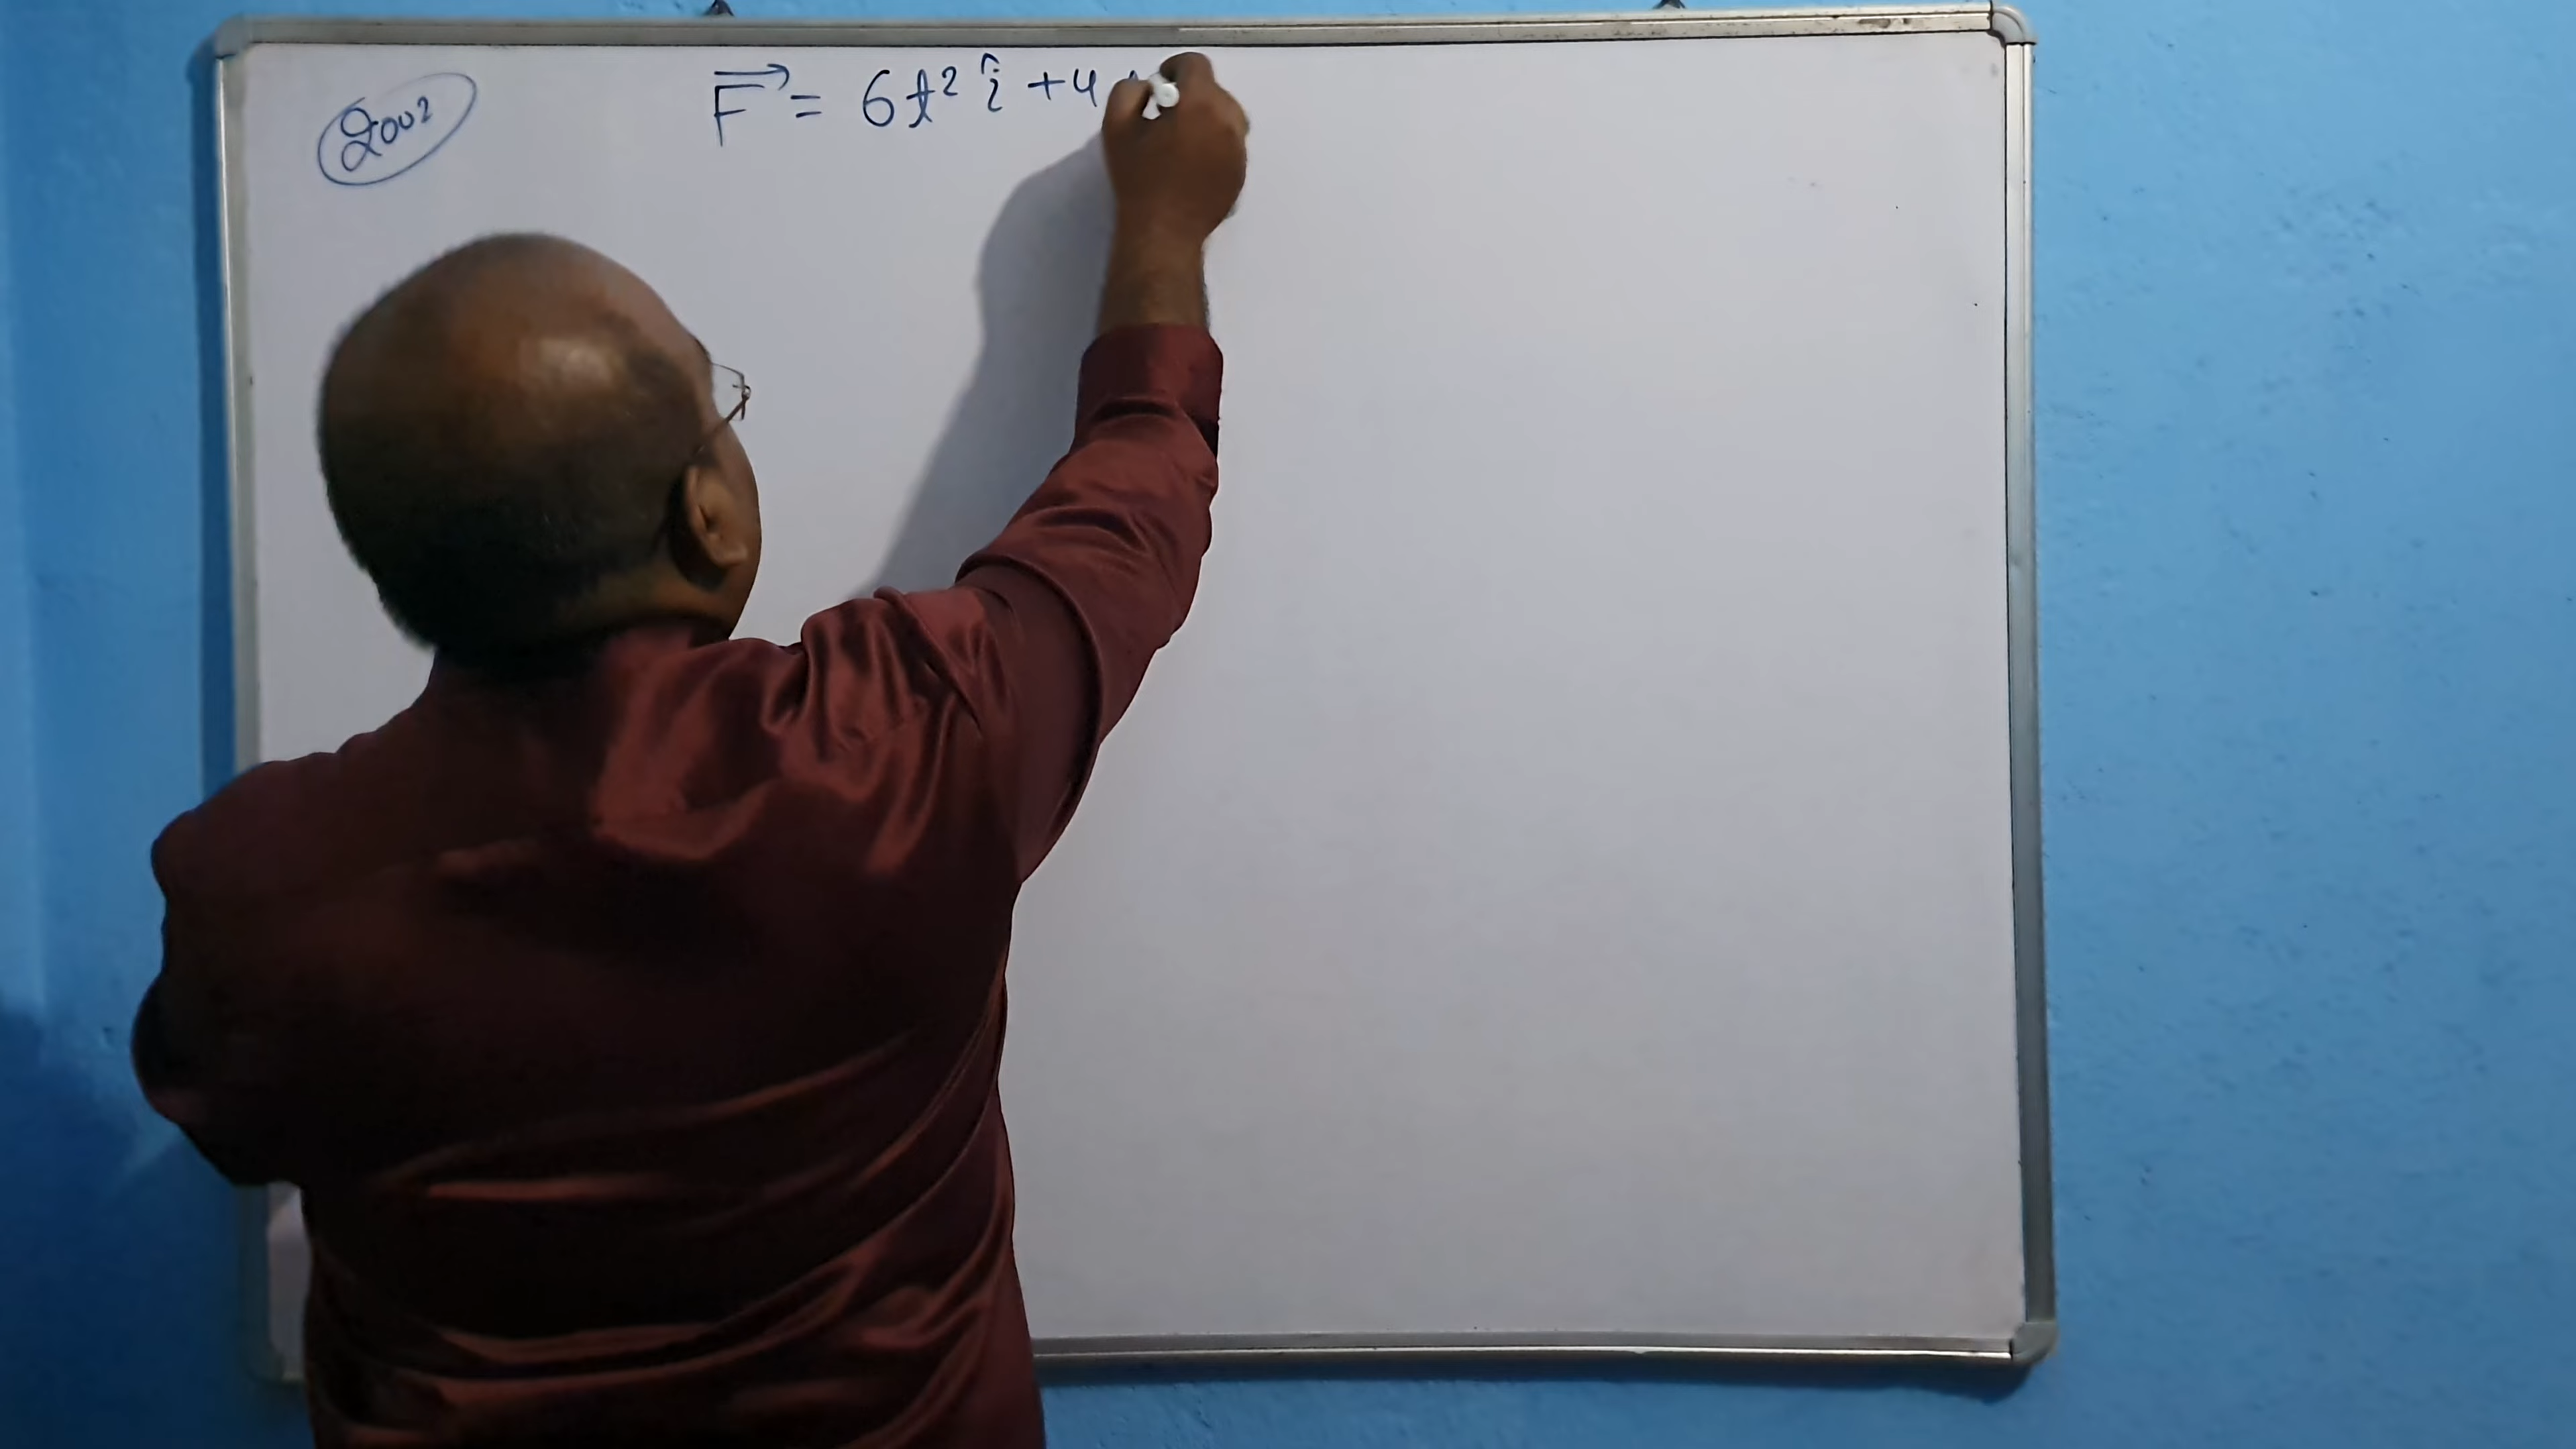 2002
F⃗ = 6t² î + 4